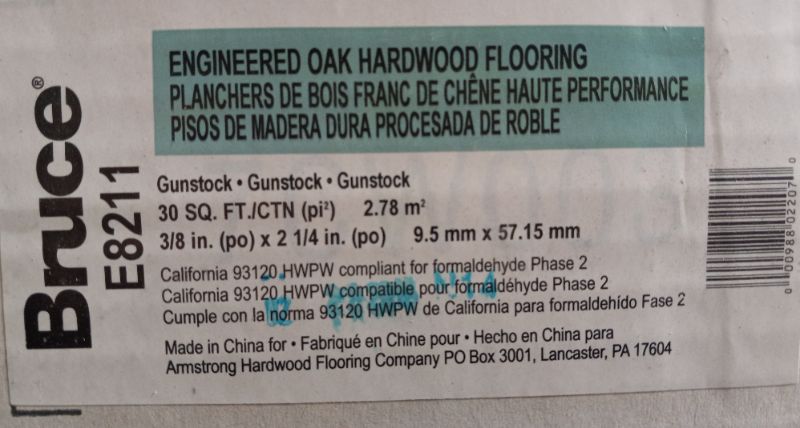 Bruce®
E8211
ENGINEERED OAK HARDWOOD FLOORING
PLANCHERS DE BOIS FRANC DE CHÊNE HAUTE PERFORMANCE
PISOS DE MADERA DURA PROCESADA DE ROBLE
Gunstock • Gunstock • Gunstock
30 SQ. FT./CTN (pi²) 2.78 m²
3/8 in. (po) x 2 1/4 in. (po) 9.5 mm x 57.15 mm
California 93120 HWPW compliant for formaldehyde Phase 2
California 93120 HWPW compatible pour formaldéhyde Phase 2
Cumple con la norma 93120 HWPW de California para formaldehído Fase 2
Made in China for • Fabriqué en Chine pour • Hecho en China para
Armstrong Hardwood Flooring Company PO Box 3001, Lancaster, PA 17604
0 00988 02207 0